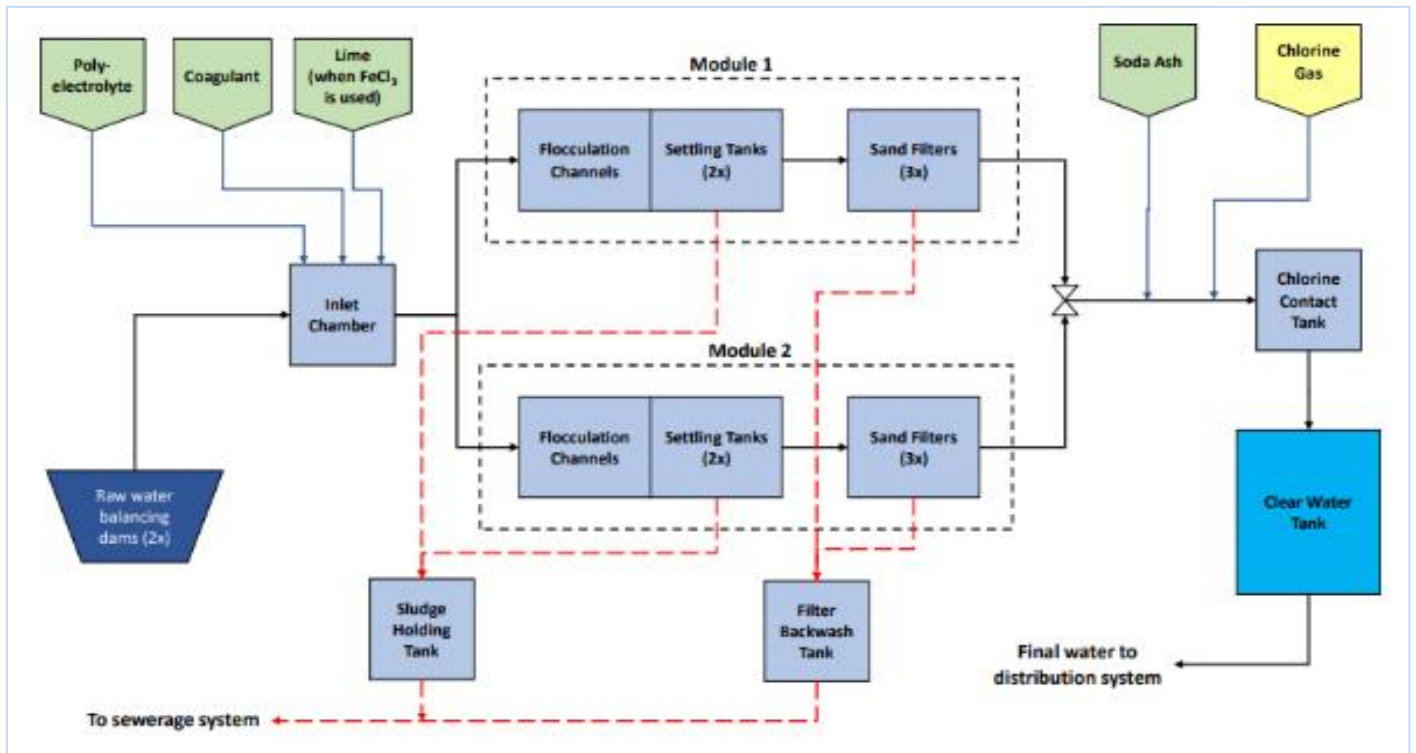 Poly-
electrolyte
Coagulant
Lime
(when FeCl₃
is used)
Module 1
Soda Ash
Chlorine
Gas
Flocculation
Channels
Settling Tanks
(2x)
Sand Filters
(3x)
Inlet
Chamber
Chlorine
Contact
Tank
Module 2
Flocculation
Channels
Settling Tanks
(2x)
Sand Filters
(3x)
Raw water
balancing
dams (2x)
Clear Water
Tank
Sludge
Holding
Tank
Filter
Backwash
Tank
Final water to
distribution system
To sewerage system